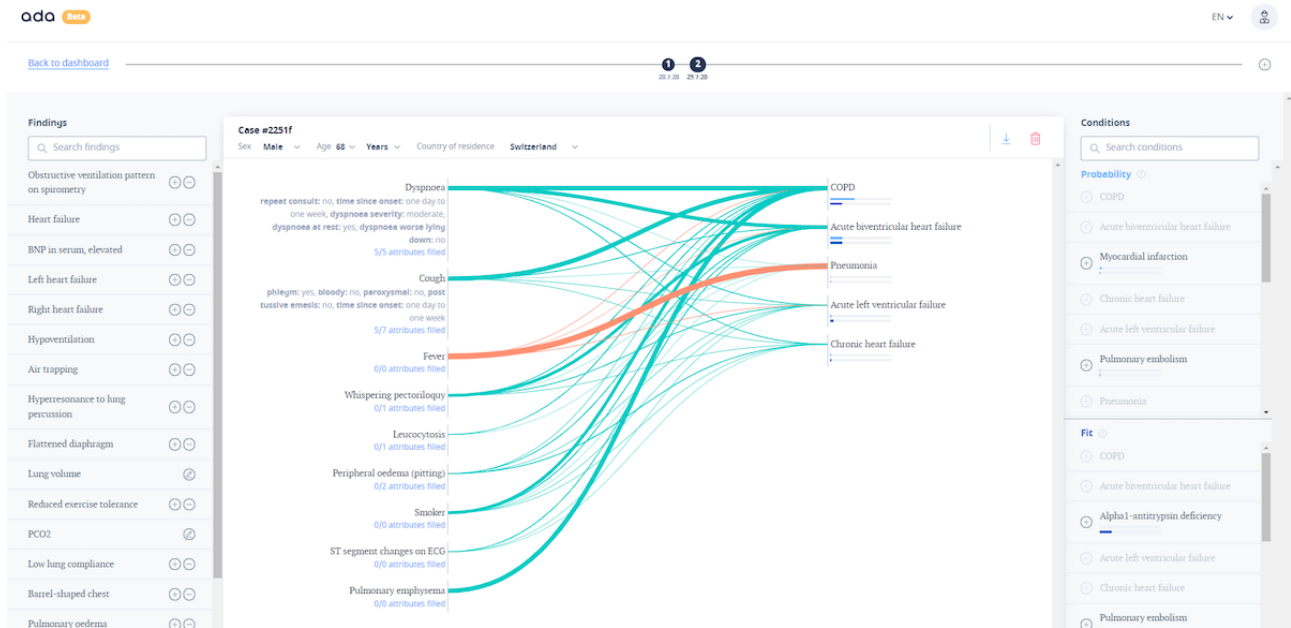 ada Beta
EN
Back to dashboard
1 2
Findings
Search findings
Obstructive ventilation pattern
on spirometry
Heart failure
BNP in serum, elevated
Left heart failure
Right heart failure
Hypoventilation
Air trapping
Hyperresonance to lung
percussion
Flattened diaphragm
Lung volume
Reduced exercise tolerance
PCO2
Low lung compliance
Barrel-shaped chest
Pulmonary oedema
Case #2251f
Sex Male Age 68 Years Country of residence Switzerland
Dyspnoea
repeat consult: no, time since onset: one day to
one week, dyspnoea severity: moderate,
dyspnoea at rest: yes, dyspnoea worse lying
down: no
5/5 attributes filled
Cough
phlegm: yes, bloody: no, paroxysmal: no, post
tussive emesis: no, time since onset: one day to
one week
5/7 attributes filled
Fever
0/0 attributes filled
Whispering pectoriloquy
0/1 attributes filled
Leucocytosis
0/1 attributes filled
Peripheral oedema (pitting)
0/2 attributes filled
Smoker
0/0 attributes filled
ST segment changes on ECG
0/0 attributes filled
Pulmonary emphysema
0/0 attributes filled
COPD
Acute biventricular heart failure
Pneumonia
Acute left ventricular failure
Chronic heart failure
Conditions
Search conditions
Probability
COPD
Acute biventricular heart failure
Myocardial infarction
Chronic heart failure
Acute left ventricular failure
Pulmonary embolism
Pneumonia
Fit
COPD
Acute biventricular heart failure
Alpha1-antitrypsin deficiency
Acute left ventricular failure
Chronic heart failure
Pulmonary embolism